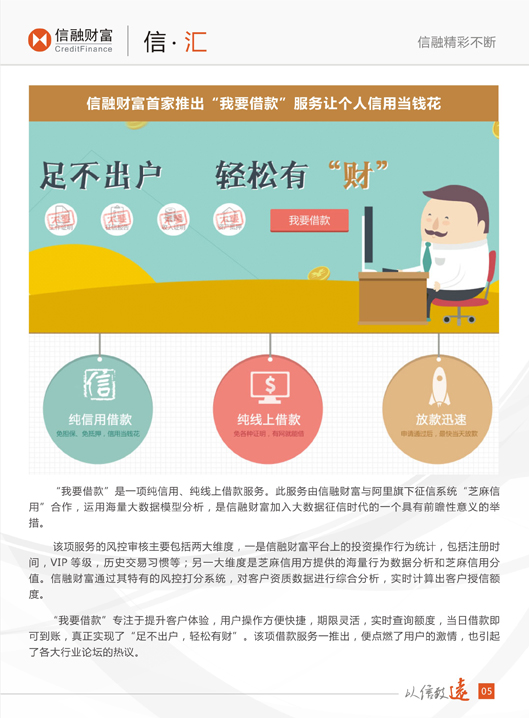 信融财富
CreditFinance
信·汇
信融精彩不断
信融财富首家推出“我要借款”服务让个人信用当钱花
足不出户 轻松有“财”
不要 不要 不要
我要借款
纯信用借款
免担保、免抵押，信用当钱花
纯线上借款
免各种证明，有网就能借
放款迅速
申请通过后，最快当天放款
“我要借款”是一项纯信用、纯线上借款服务。此服务由信融财富与阿里旗下征信系统“芝麻信
用”合作，运用海量大数据模型分析，是信融财富加入大数据征信时代的一个具有前瞻性意义的举
措。
该项服务的风控审核主要包括两大维度，一是信融财富平台上的投资操作行为统计，包括注册时
间，VIP 等级，历史交易习惯等；另一大维度是芝麻信用方提供的海量行为数据分析和芝麻信用分
值。信融财富通过其特有的风控打分系统，对客户资质数据进行综合分析，实时计算出客户授信额
度。
“我要借款”专注于提升客户体验，用户操作方便快捷，期限灵活，实时查询额度，当日借款即
可到账，真正实现了“足不出户，轻松有财”。该项借款服务一推出，便点燃了用户的激情，也引起
了各大行业论坛的热议。
以信致远
05